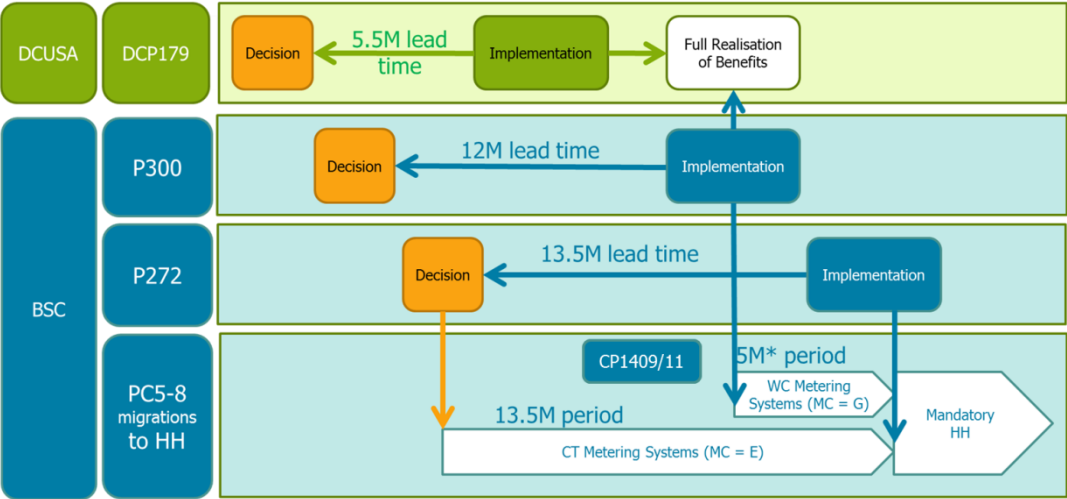 DCUSA
DCP179
Decision
5.5M lead
time
Implementation
Full Realisation
of Benefits
BSC
P300
Decision
12M lead time
Implementation
P272
Decision
13.5M lead time
Implementation
PC5-8
migrations
to HH
CP1409/11
5M* period
WC Metering
Systems (MC = G)
13.5M period
CT Metering Systems (MC = E)
Mandatory
HH